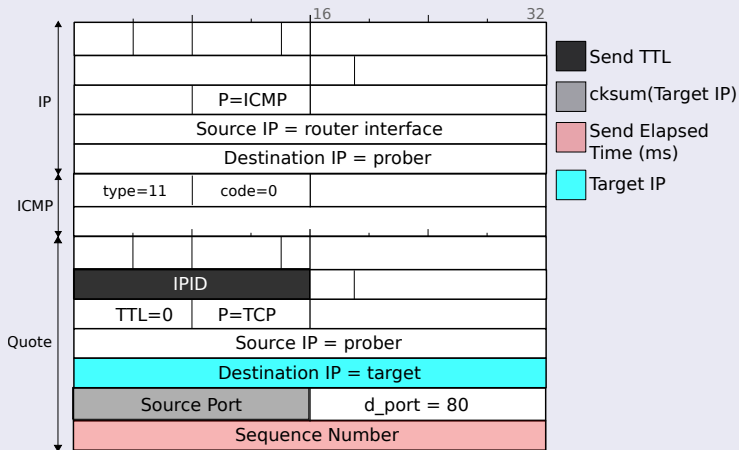 16
32
IP
P=ICMP
Source IP = router interface
Destination IP = prober
ICMP
type=11
code=0
Quote
IPID
TTL=0
P=TCP
Source IP = prober
Destination IP = target
Source Port
d_port = 80
Sequence Number
Send TTL
cksum(Target IP)
Send Elapsed
Time (ms)
Target IP